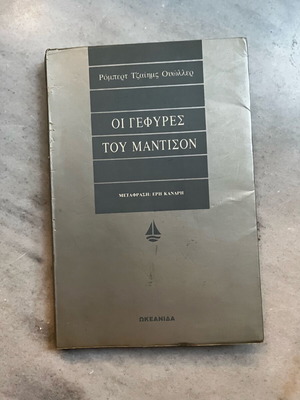 Ρόμπερτ Τζαίημς Ουώλλερ
ΟΙ ΓΕΦΥΡΕΣ
ΤΟΥ ΜΑΝΤΙΣΟΝ
ΜΕΤΑΦΡΑΣΗ: ΕΡΗ ΚΑΝΑΡΗ
ΩΚΕΑΝΙΔΑ